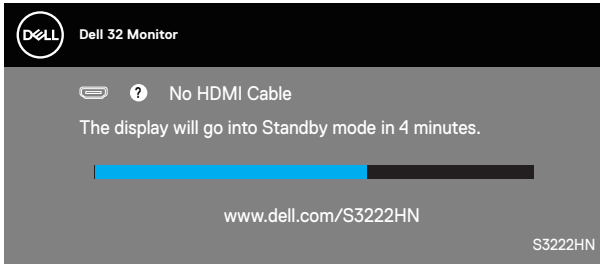 DELL Dell 32 Monitor
? No HDMI Cable
The display will go into Standby mode in 4 minutes.
www.dell.com/S3222HN
S3222HN